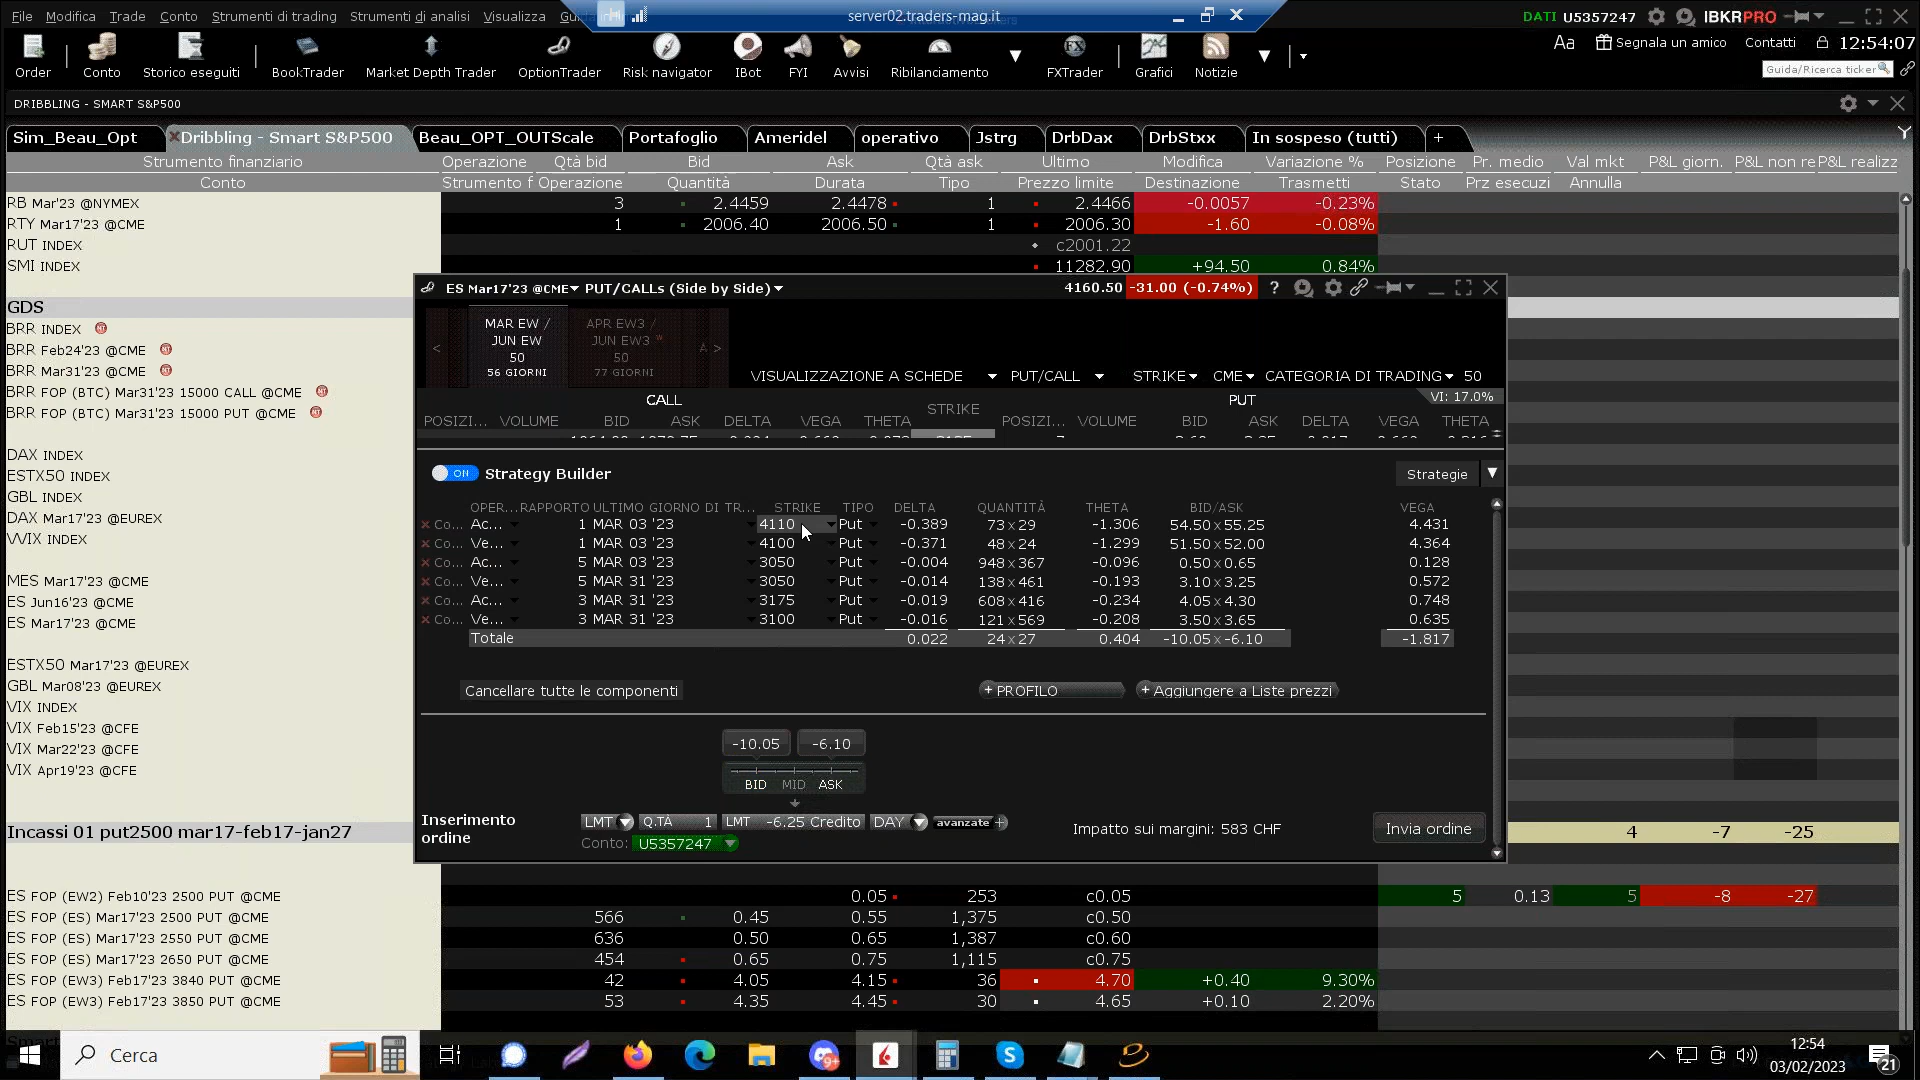 File Modifica Trade Conto Strumenti di trading Strumenti di analisi Visualizza server02.traders-mag.it DATI U5357247 IBKRPRO
Aa Segnala un amico Contatti 12:54:07
Order Conto Storico eseguiti BookTrader Market Depth Trader OptionTrader Risk navigator IBot FYI Avvisi Ribilanciamento FXTrader Grafici Notizie
Guida/Ricerca ticker
DRIBBLING - SMART S&P500
Sim_Beau_Opt Dribbling - Smart S&P500 Beau_OPT_OUTScale Portafoglio Ameridel operativo Jstrg DrbDax DrbStxx In sospeso (tutti) +
Strumento finanziario Operazione Qtà bid Bid Ask Qtà ask Ultimo Modifica Variazione % Posizione Pr. medio Val mkt P&L giorn. P&L non re P&L realizz
Conto Strumento f Operazione Quantità Durata Tipo Prezzo limite Destinazione Trasmetti Stato Prz esecuzi Annulla
RB Mar'23 @NYMEX 3 2.4459 2.4478 1 2.4466 -0.0057 -0.23%
RTY Mar17'23 @CME 1 2006.40 2006.50 1 2006.30 -1.60 -0.08%
RUT INDEX c2001.22
SMI INDEX 11282.90 +94.50 0.84%
GDS
BRR INDEX
BRR Feb24'23 @CME
BRR Mar31'23 @CME
BRR FOP (BTC) Mar31'23 15000 CALL @CME
BRR FOP (BTC) Mar31'23 15000 PUT @CME
DAX INDEX
ESTX50 INDEX
GBL INDEX
DAX Mar17'23 @EUREX
VVIX INDEX
MES Mar17'23 @CME
ES Jun16'23 @CME
ES Mar17'23 @CME
ESTX50 Mar17'23 @EUREX
GBL Mar08'23 @EUREX
VIX INDEX
VIX Feb15'23 @CFE
VIX Mar22'23 @CFE
VIX Apr19'23 @CFE
ES Mar17'23 @CME PUT/CALLs (Side by Side) 4160.50 -31.00 (-0.74%) ?
MAR EW / JUN EW 50 56 GIORNI
APR EW3 / JUN EW3 W 50 77 GIORNI
< A >
VISUALIZZAZIONE A SCHEDE PUT/CALL STRIKE CME CATEGORIA DI TRADING 50
CALL PUT VI: 17.0%
POSIZI... VOLUME BID ASK DELTA VEGA THETA STRIKE POSIZI... VOLUME BID ASK DELTA VEGA THETA
ON Strategy Builder Strategie
OPER... RAPPORTO ULTIMO GIORNO DI TR... STRIKE TIPO DELTA QUANTITÀ THETA BID/ASK VEGA
Co... Ac... 1 MAR 03 '23 4110 Put -0.389 73 x 29 -1.306 54.50 x 55.25 4.431
Co... Ve... 1 MAR 03 '23 4100 Put -0.371 48 x 24 -1.299 51.50 x 52.00 4.364
Co... Ac... 5 MAR 03 '23 3050 Put -0.004 948 x 367 -0.096 0.50 x 0.65 0.128
Co... Ve... 5 MAR 31 '23 3050 Put -0.014 138 x 461 -0.193 3.10 x 3.25 0.572
Co... Ac... 3 MAR 31 '23 3175 Put -0.019 608 x 416 -0.234 4.05 x 4.30 0.748
Co... Ve... 3 MAR 31 '23 3100 Put -0.016 121 x 569 -0.208 3.50 x 3.65 0.635
Totale 0.022 24 x 27 0.404 -10.05 x -6.10 -1.817
Cancellare tutte le componenti + PROFILO + Aggiungere a Liste prezzi
-10.05 -6.10
BID MID ASK
Inserimento ordine LMT Q.TÀ 1 LMT -6.25 Credito DAY avanzate + Impatto sui margini: 583 CHF Invia ordine
Conto: U5357247
Incassi 01 put2500 mar17-feb17-jan27 4 -7 -25
ES FOP (EW2) Feb10'23 2500 PUT @CME 0.05 253 c0.05 5 0.13 5 -8 -27
ES FOP (ES) Mar17'23 2500 PUT @CME 566 0.45 0.55 1,375 c0.50
ES FOP (ES) Mar17'23 2550 PUT @CME 636 0.50 0.65 1,387 c0.60
ES FOP (ES) Mar17'23 2650 PUT @CME 454 0.65 0.75 1,115 c0.75
ES FOP (EW3) Feb17'23 3840 PUT @CME 42 4.05 4.15 36 4.70 +0.40 9.30%
ES FOP (EW3) Feb17'23 3850 PUT @CME 53 4.35 4.45 30 4.65 +0.10 2.20%
Cerca 9+ 12:54
03/02/2023 21